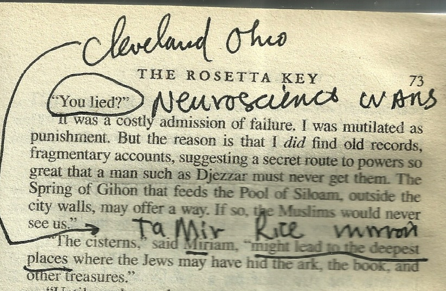 Cleveland Ohio
THE ROSETTA KEY 73
"You lied?" Neuroscience
"It was a costly admission of failure. I was mutilated as
punishment. But the reason is that I did find old records,
fragmentary accounts, suggesting a secret route to powers so
great that a man such as Djezzar must never get them. The
Spring of Gihon that feeds the Pool of Siloam, outside the
city walls, may offer a way. If so, the Muslims would never
see us." Ta Mir Rice
"The cisterns," said Miriam, "might lead to the deepest
places where the Jews may have hid the ark, the book, and
other treasures."